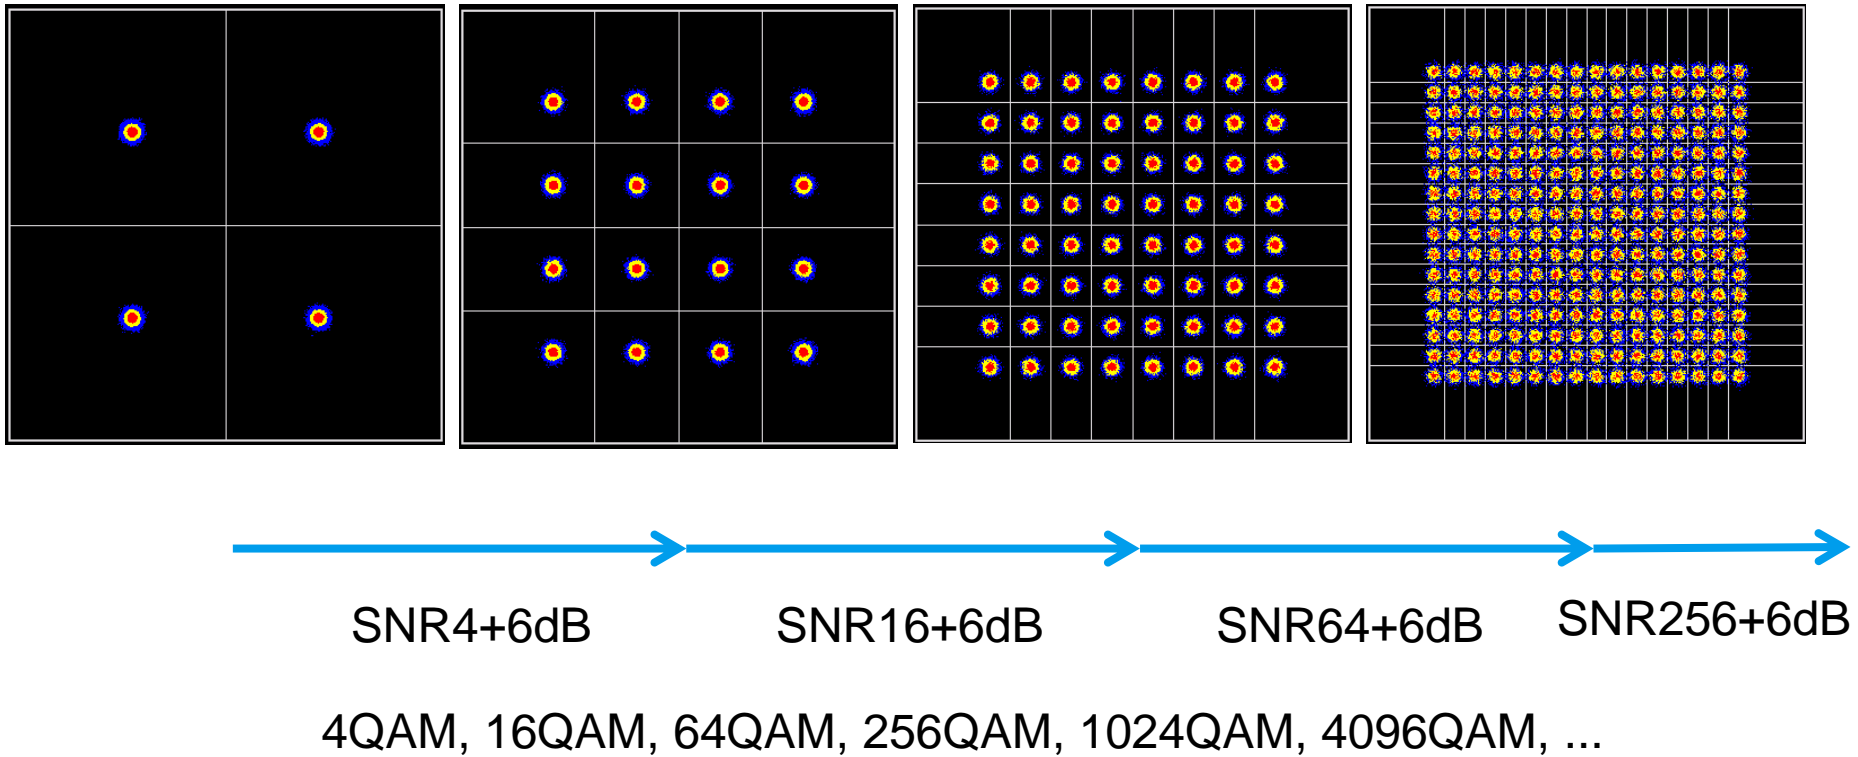 SNR4+6dB SNR16+6dB SNR64+6dB SNR256+6dB
4QAM, 16QAM, 64QAM, 256QAM, 1024QAM, 4096QAM, ...